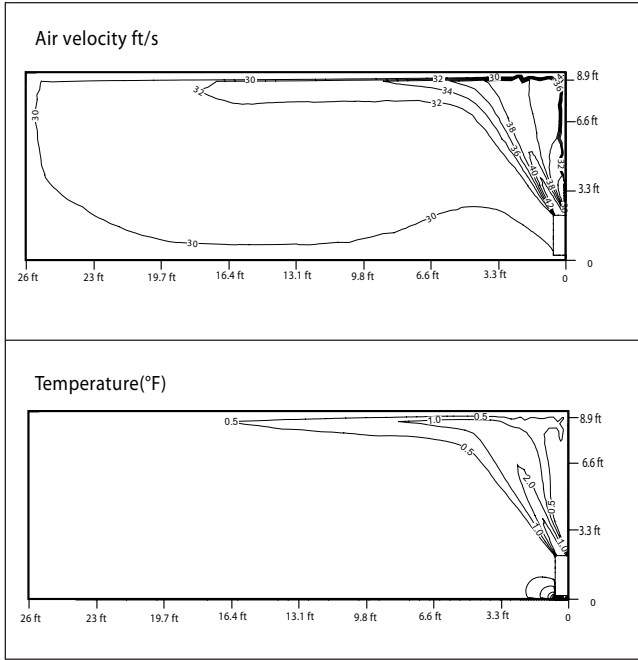 Air velocity ft/s
30 32 30 8.9 ft
36
32 34
30 32 38 6.6 ft
36
40 32
38 3.3 ft
42
30
30
0
26 ft 23 ft 19.7 ft 16.4 ft 13.1 ft 9.8 ft 6.6 ft 3.3 ft 0
Temperature(°F)
0.5 1.0 0.5 8.9 ft
0.5
6.6 ft
2.0
0.5
1.0 3.3 ft
1.0
0
26 ft 23 ft 19.7 ft 16.4 ft 13.1 ft 9.8 ft 6.6 ft 3.3 ft 0